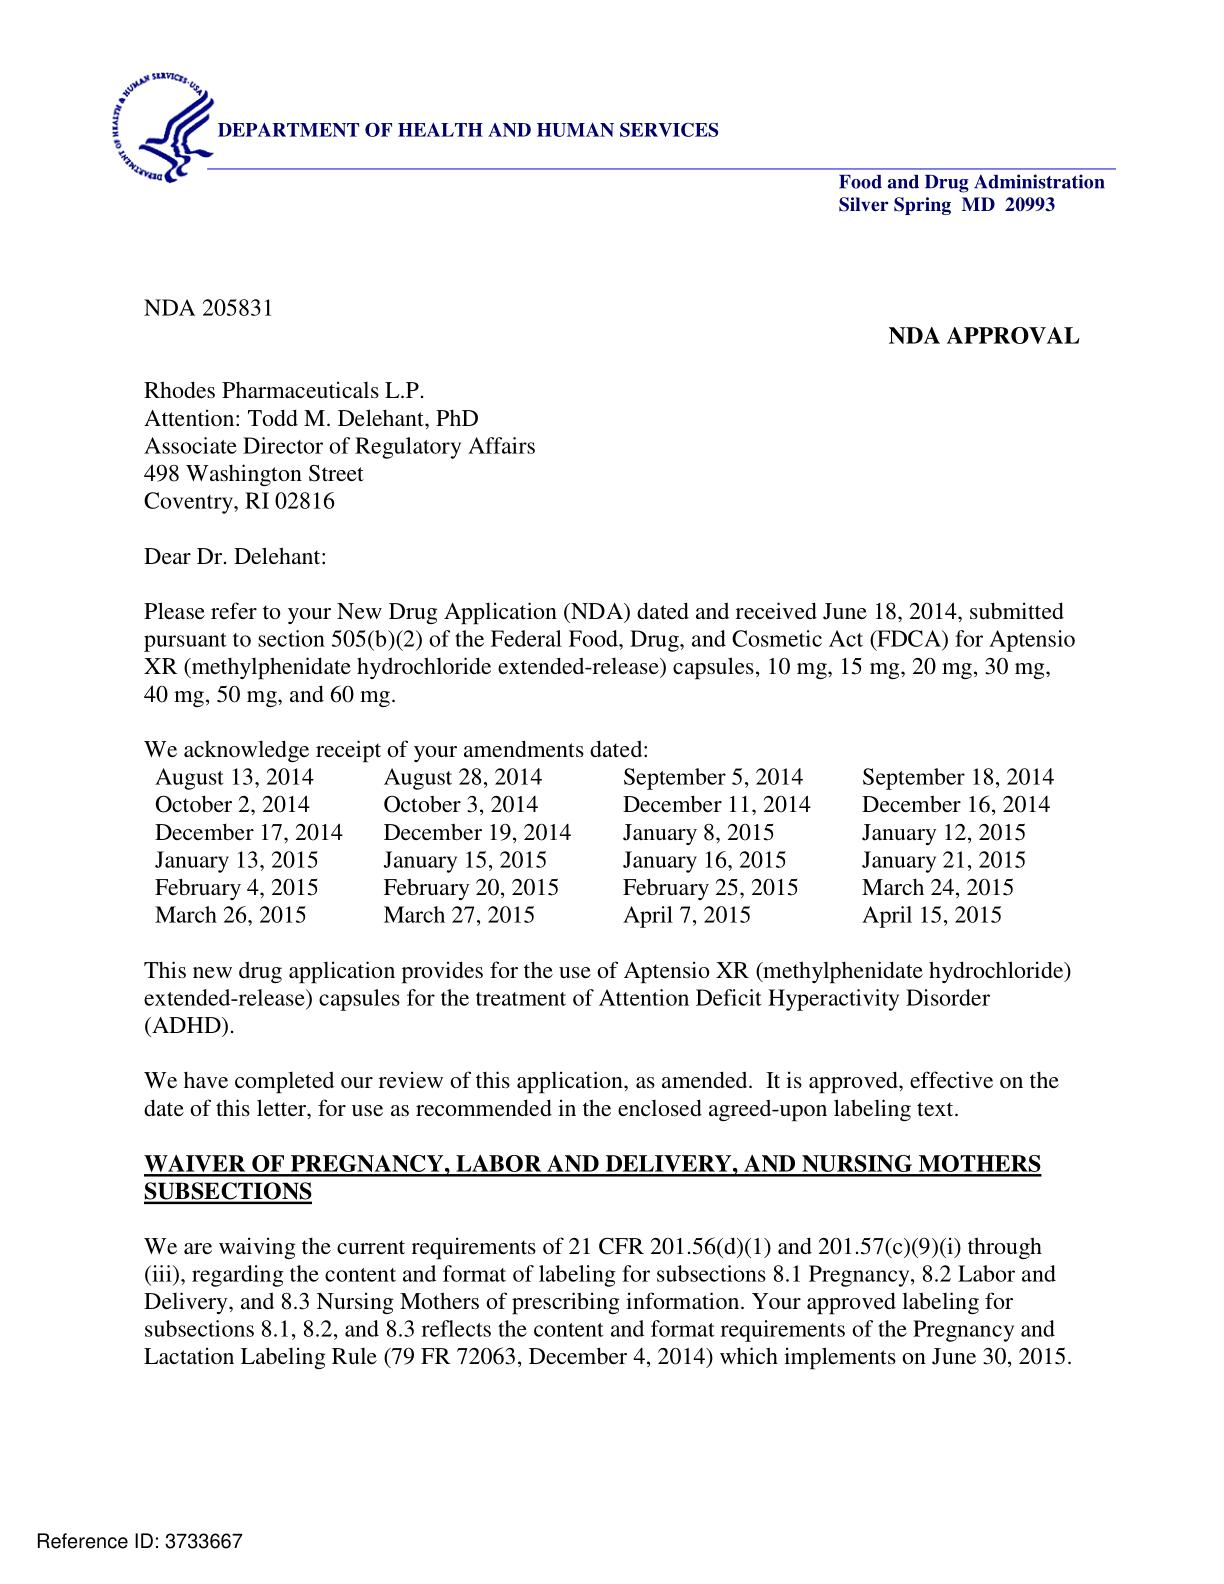 DEPARTMENT OF HEALTH & HUMAN SERVICES·USA
DEPARTMENT OF HEALTH AND HUMAN SERVICES
Food and Drug Administration
Silver Spring MD 20993
NDA 205831
NDA APPROVAL
Rhodes Pharmaceuticals L.P.
Attention: Todd M. Delehant, PhD
Associate Director of Regulatory Affairs
498 Washington Street
Coventry, RI 02816
Dear Dr. Delehant:
Please refer to your New Drug Application (NDA) dated and received June 18, 2014, submitted
pursuant to section 505(b)(2) of the Federal Food, Drug, and Cosmetic Act (FDCA) for Aptensio
XR (methylphenidate hydrochloride extended-release) capsules, 10 mg, 15 mg, 20 mg, 30 mg,
40 mg, 50 mg, and 60 mg.
We acknowledge receipt of your amendments dated:
August 13, 2014 August 28, 2014 September 5, 2014 September 18, 2014
October 2, 2014 October 3, 2014 December 11, 2014 December 16, 2014
December 17, 2014 December 19, 2014 January 8, 2015 January 12, 2015
January 13, 2015 January 15, 2015 January 16, 2015 January 21, 2015
February 4, 2015 February 20, 2015 February 25, 2015 March 24, 2015
March 26, 2015 March 27, 2015 April 7, 2015 April 15, 2015
This new drug application provides for the use of Aptensio XR (methylphenidate hydrochloride)
extended-release) capsules for the treatment of Attention Deficit Hyperactivity Disorder
(ADHD).
We have completed our review of this application, as amended. It is approved, effective on the
date of this letter, for use as recommended in the enclosed agreed-upon labeling text.
WAIVER OF PREGNANCY, LABOR AND DELIVERY, AND NURSING MOTHERS
SUBSECTIONS
We are waiving the current requirements of 21 CFR 201.56(d)(1) and 201.57(c)(9)(i) through
(iii), regarding the content and format of labeling for subsections 8.1 Pregnancy, 8.2 Labor and
Delivery, and 8.3 Nursing Mothers of prescribing information. Your approved labeling for
subsections 8.1, 8.2, and 8.3 reflects the content and format requirements of the Pregnancy and
Lactation Labeling Rule (79 FR 72063, December 4, 2014) which implements on June 30, 2015.
Reference ID: 3733667